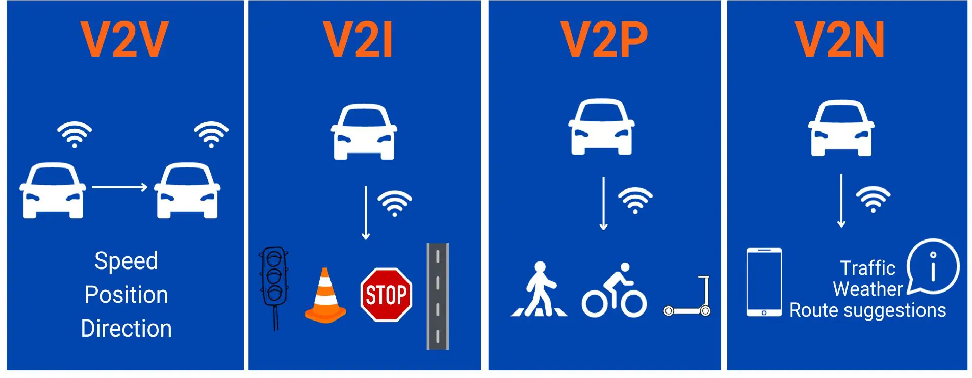 V2V
Speed
Position
Direction
V2I
STOP
V2P
V2N
i
Traffic
Weather
Route suggestions